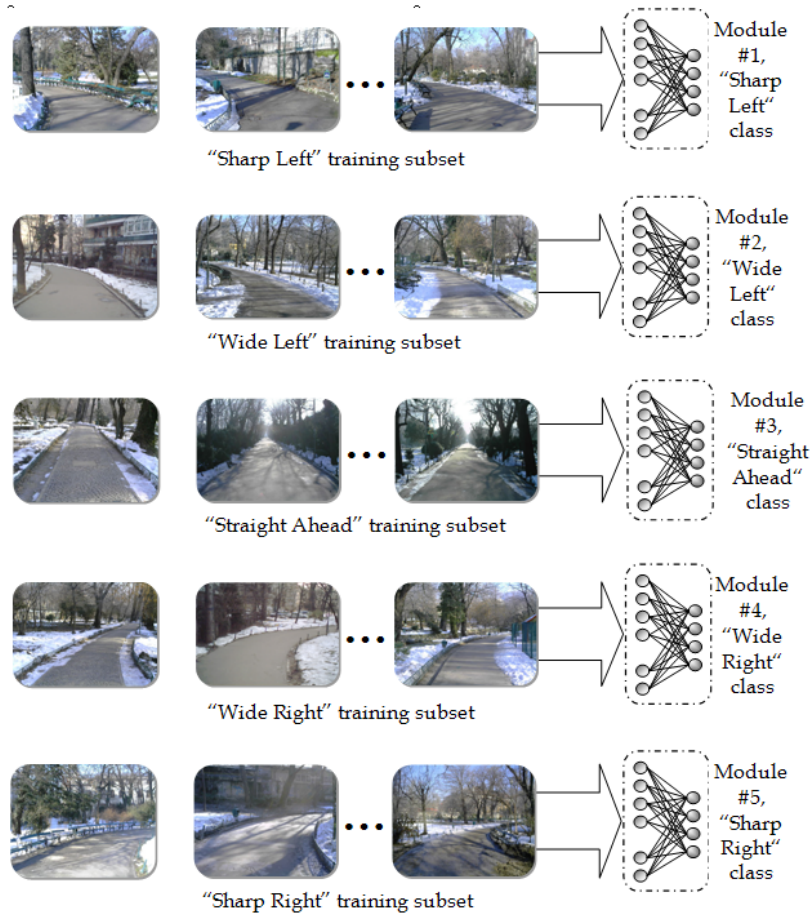 Module
#1,
“Sharp
Left“
class
“Sharp Left” training subset
Module
#2,
“Wide
Left“
class
“Wide Left” training subset
Module
#3,
“Straight
Ahead“
class
“Straight Ahead” training subset
Module
#4,
“Wide
Right“
class
“Wide Right” training subset
Module
#5,
“Sharp
Right“
class
“Sharp Right” training subset